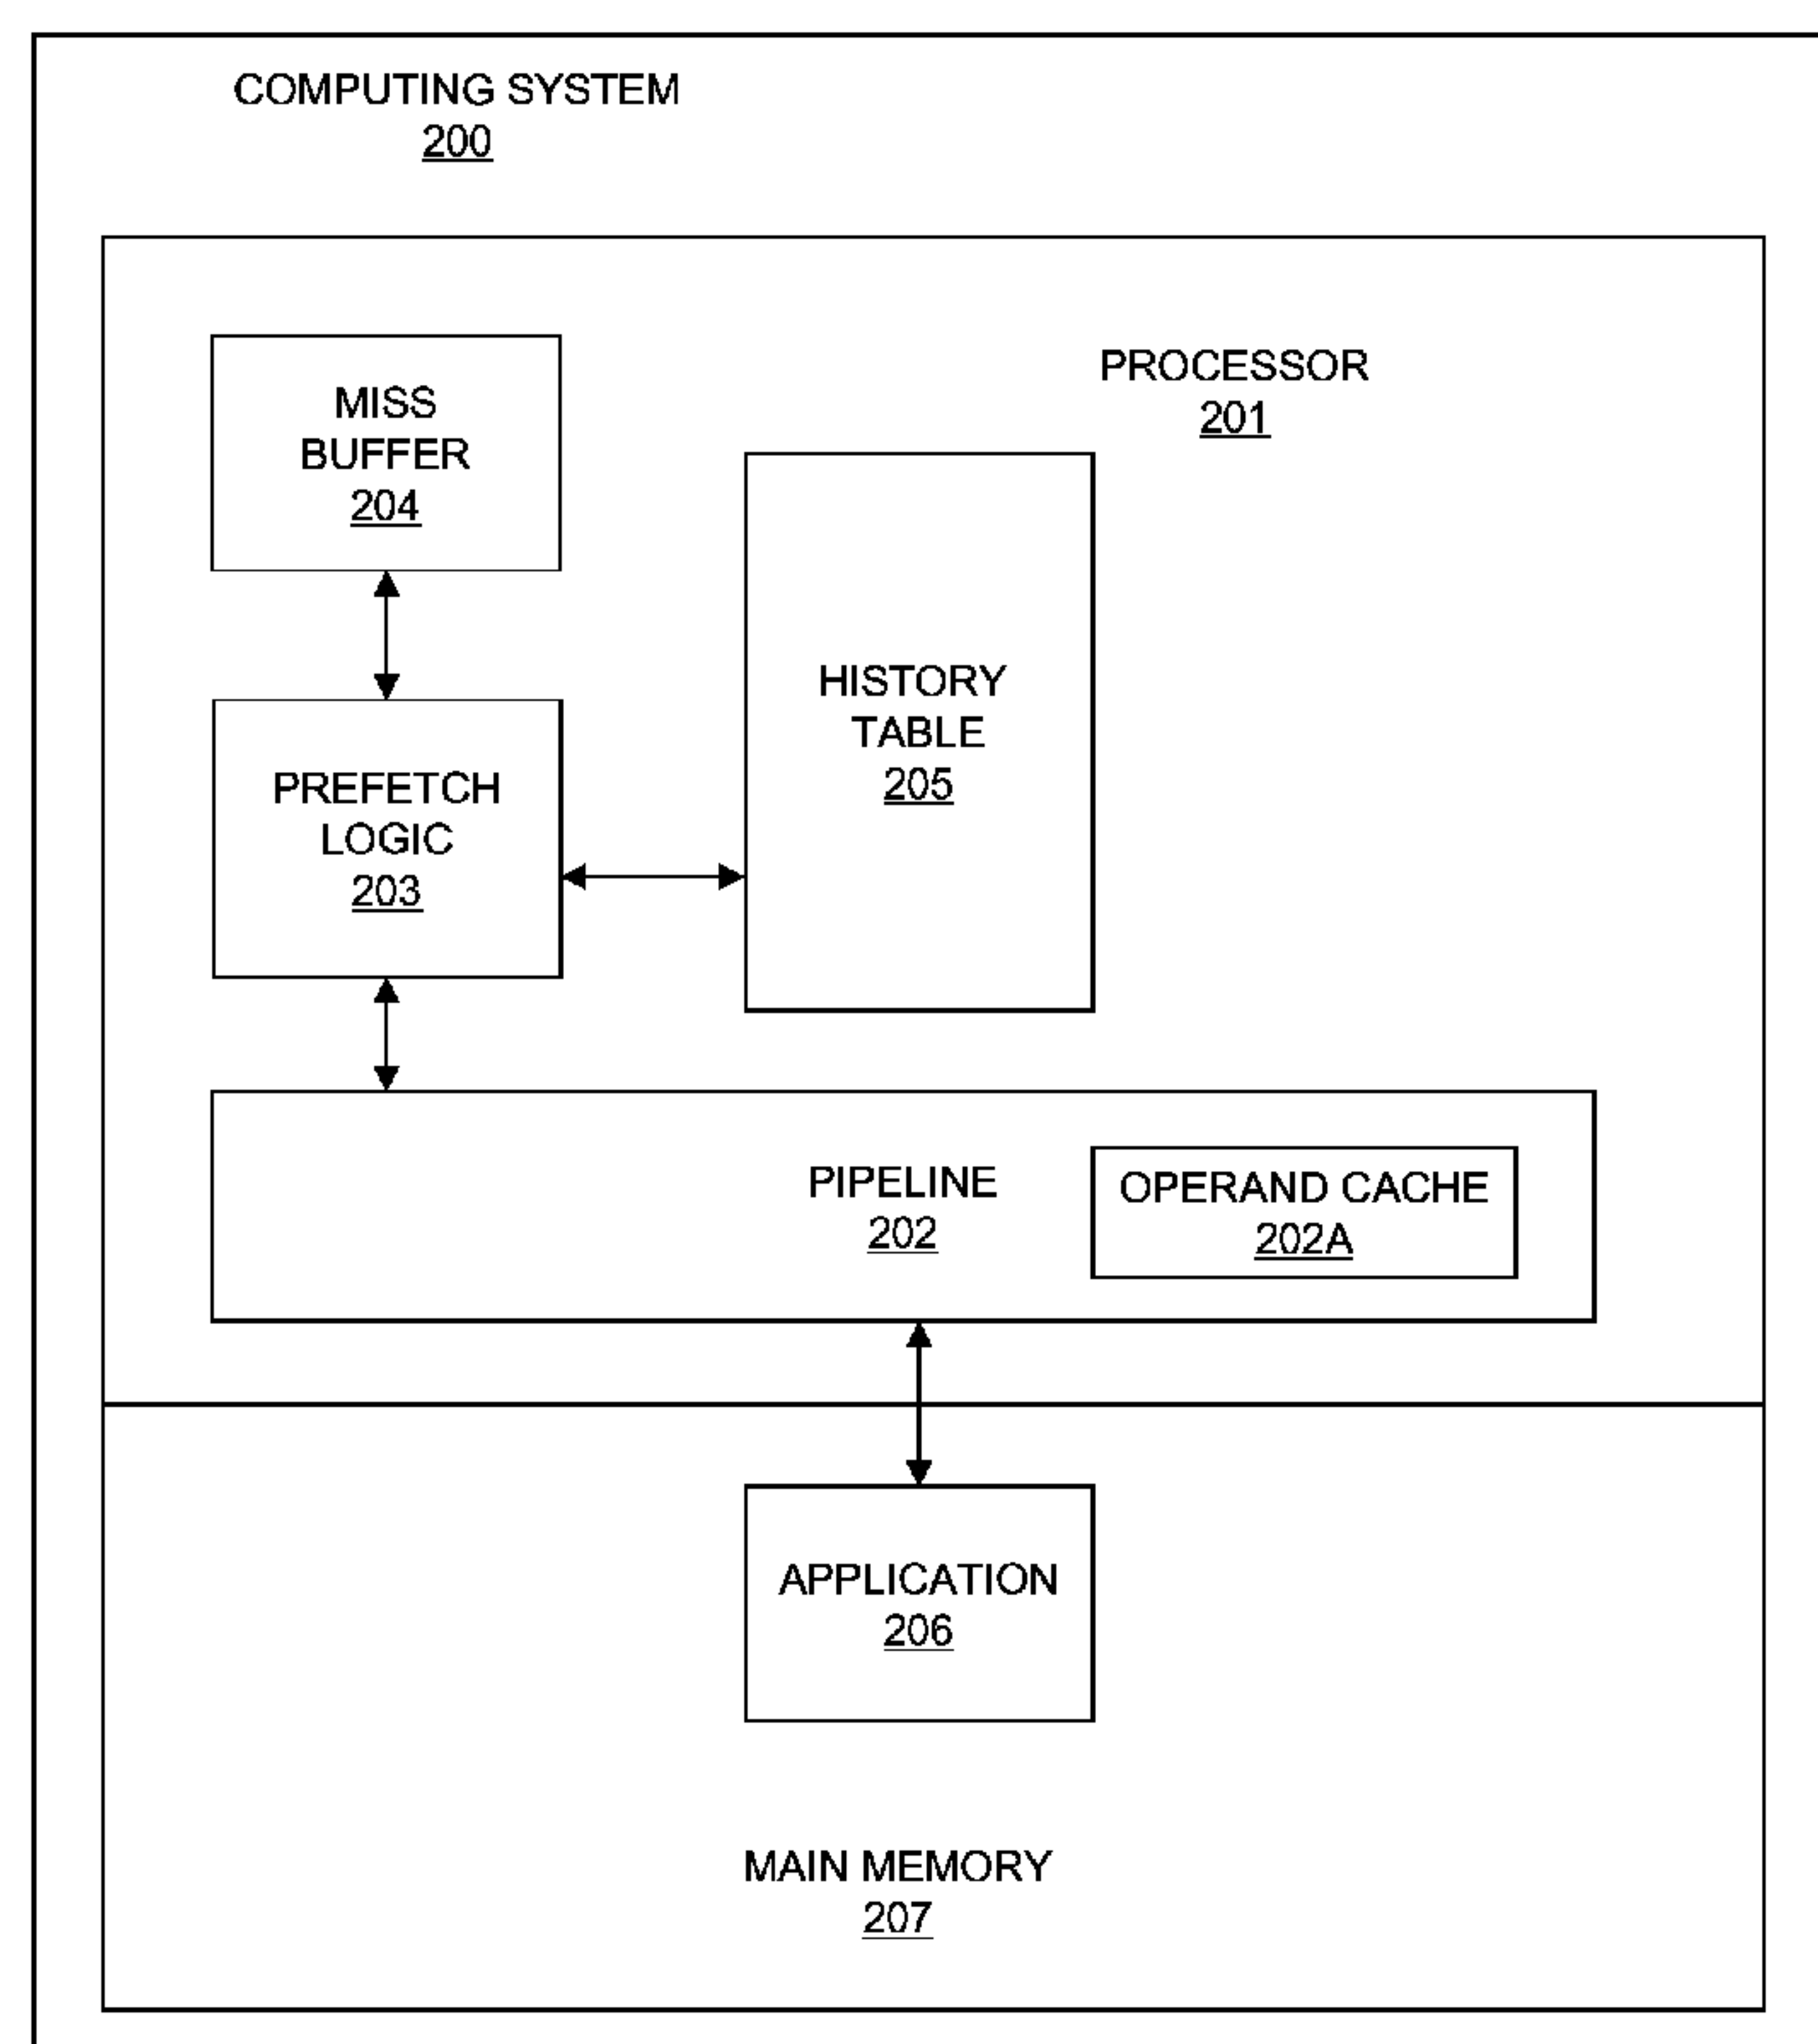 COMPUTING SYSTEM
200
PROCESSOR
201
MISS
BUFFER
204
HISTORY
TABLE
205
PREFETCH
LOGIC
203
PIPELINE
202
OPERAND CACHE
202A
APPLICATION
206
MAIN MEMORY
207